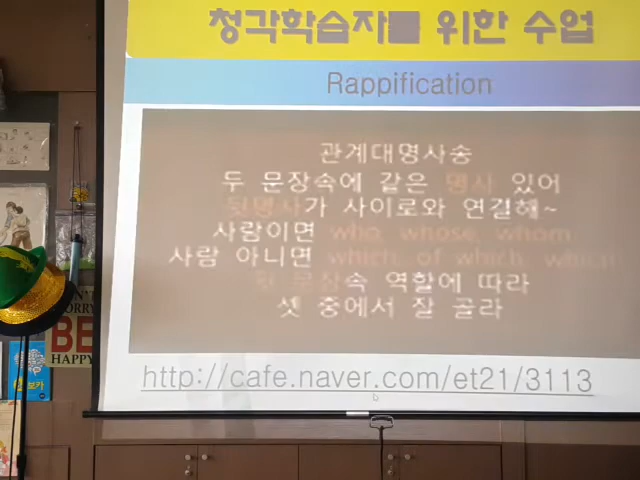 청각학습자를 위한 수업
Rappification
관계대명사송
두 문장속에 같은 명사 있어
뒷명사가 사이로와 연결해~
사람이면 who, whose, whom
사람 아니면 which, of which, which
뒷 문장속 역할에 따라
셋 중에서 잘 골라
http://cafe.naver.com/et21/3113
BE
HAPPY
보카